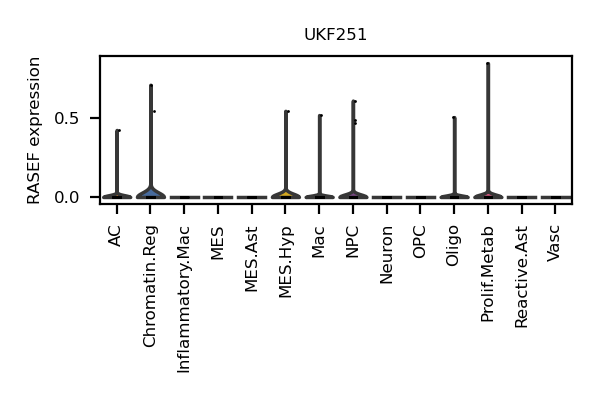 UKF251
RASEF expression
0.5
0.0
AC
Chromatin.Reg
Inflammatory.Mac
MES
MES.Ast
MES.Hyp
Mac
NPC
Neuron
OPC
Oligo
Prolif.Metab
Reactive.Ast
Vasc